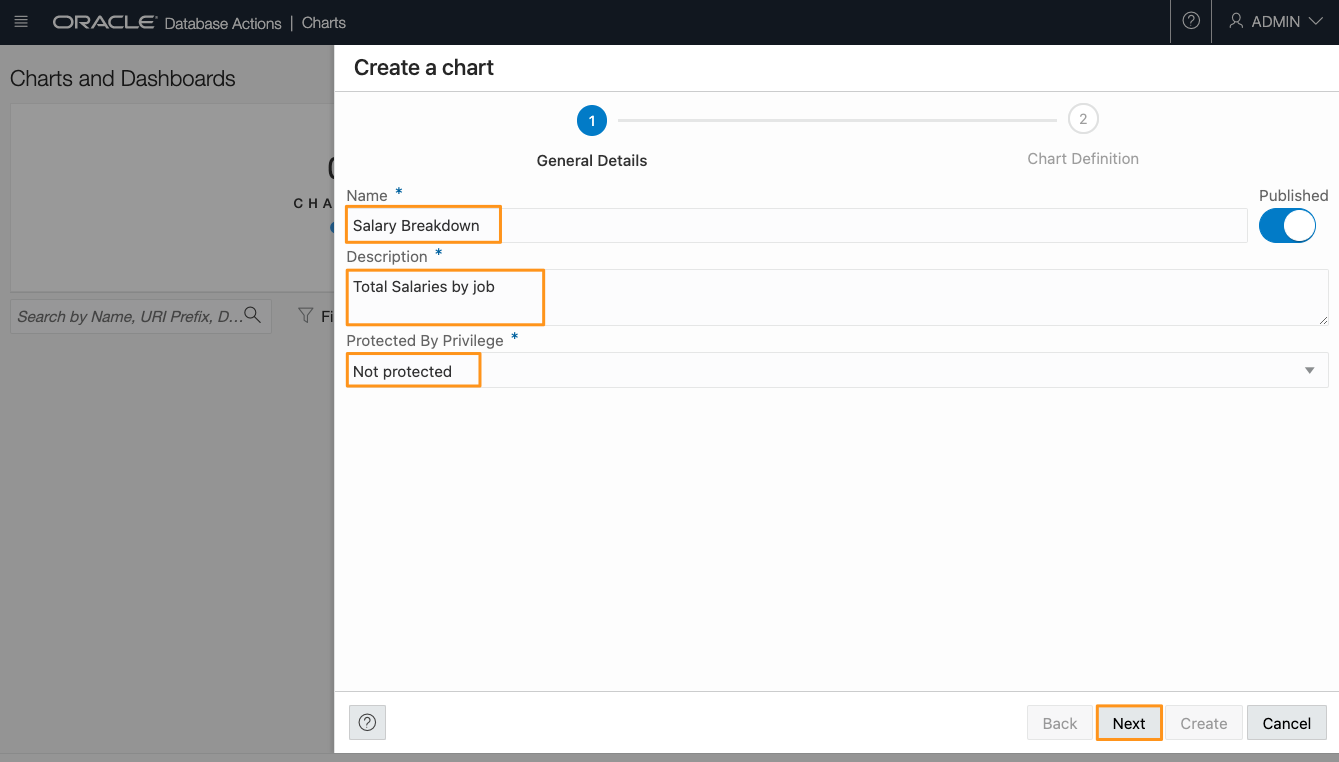 ORACLE Database Actions | Charts
ADMIN
Charts and Dashboards
CHA
Search by Name, URI Prefix, D...
Fi
Create a chart
1
2
General Details
Chart Definition
Name *
Published
Salary Breakdown
Description *
Total Salaries by job
Protected By Privilege *
Not protected
Back
Next
Create
Cancel